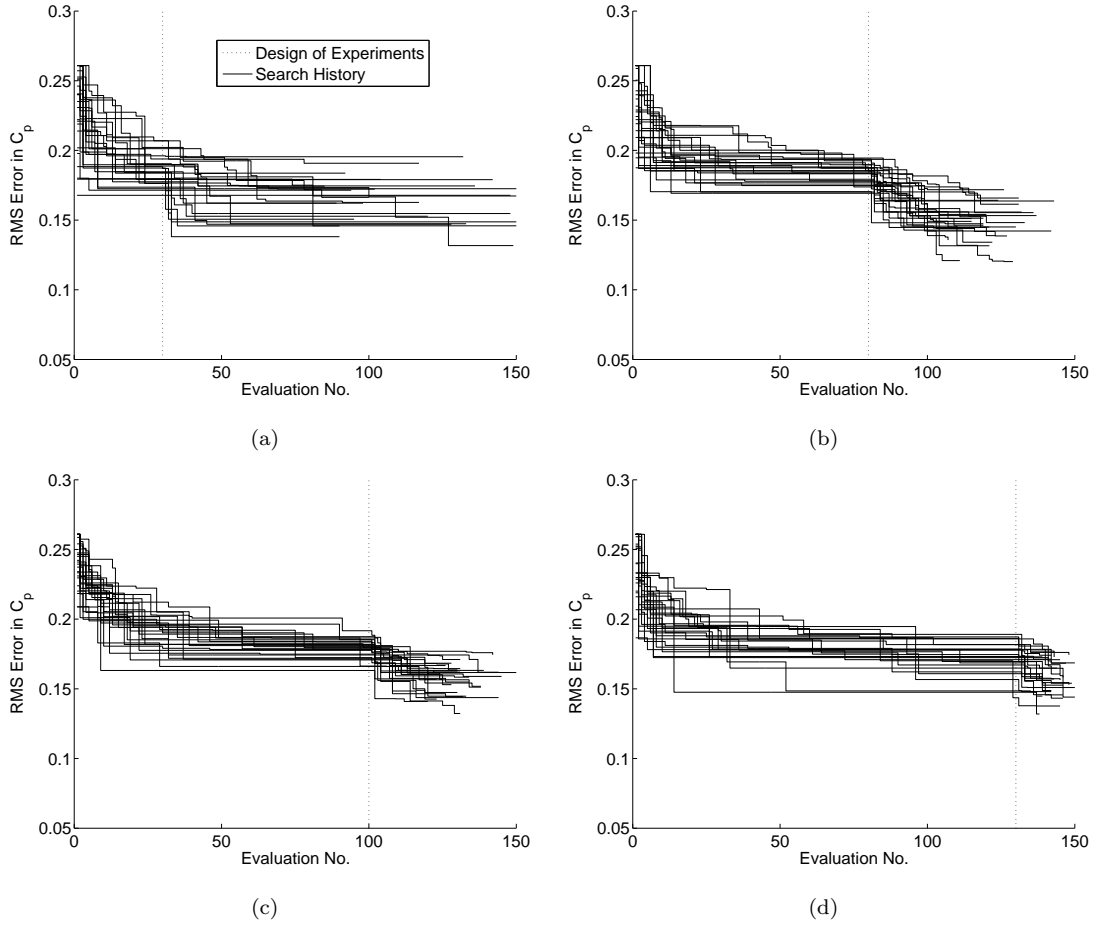 0.3
0.25
0.2
0.15
0.1
0.05
RMS Error in Cp
0 50 100 150
Evaluation No.
Design of Experiments
Search History
(a)
0.3
0.25
0.2
0.15
0.1
0.05
RMS Error in Cp
0 50 100 150
Evaluation No.
(b)
0.3
0.25
0.2
0.15
0.1
0.05
RMS Error in Cp
0 50 100 150
Evaluation No.
(c)
0.3
0.25
0.2
0.15
0.1
0.05
RMS Error in Cp
0 50 100 150
Evaluation No.
(d)